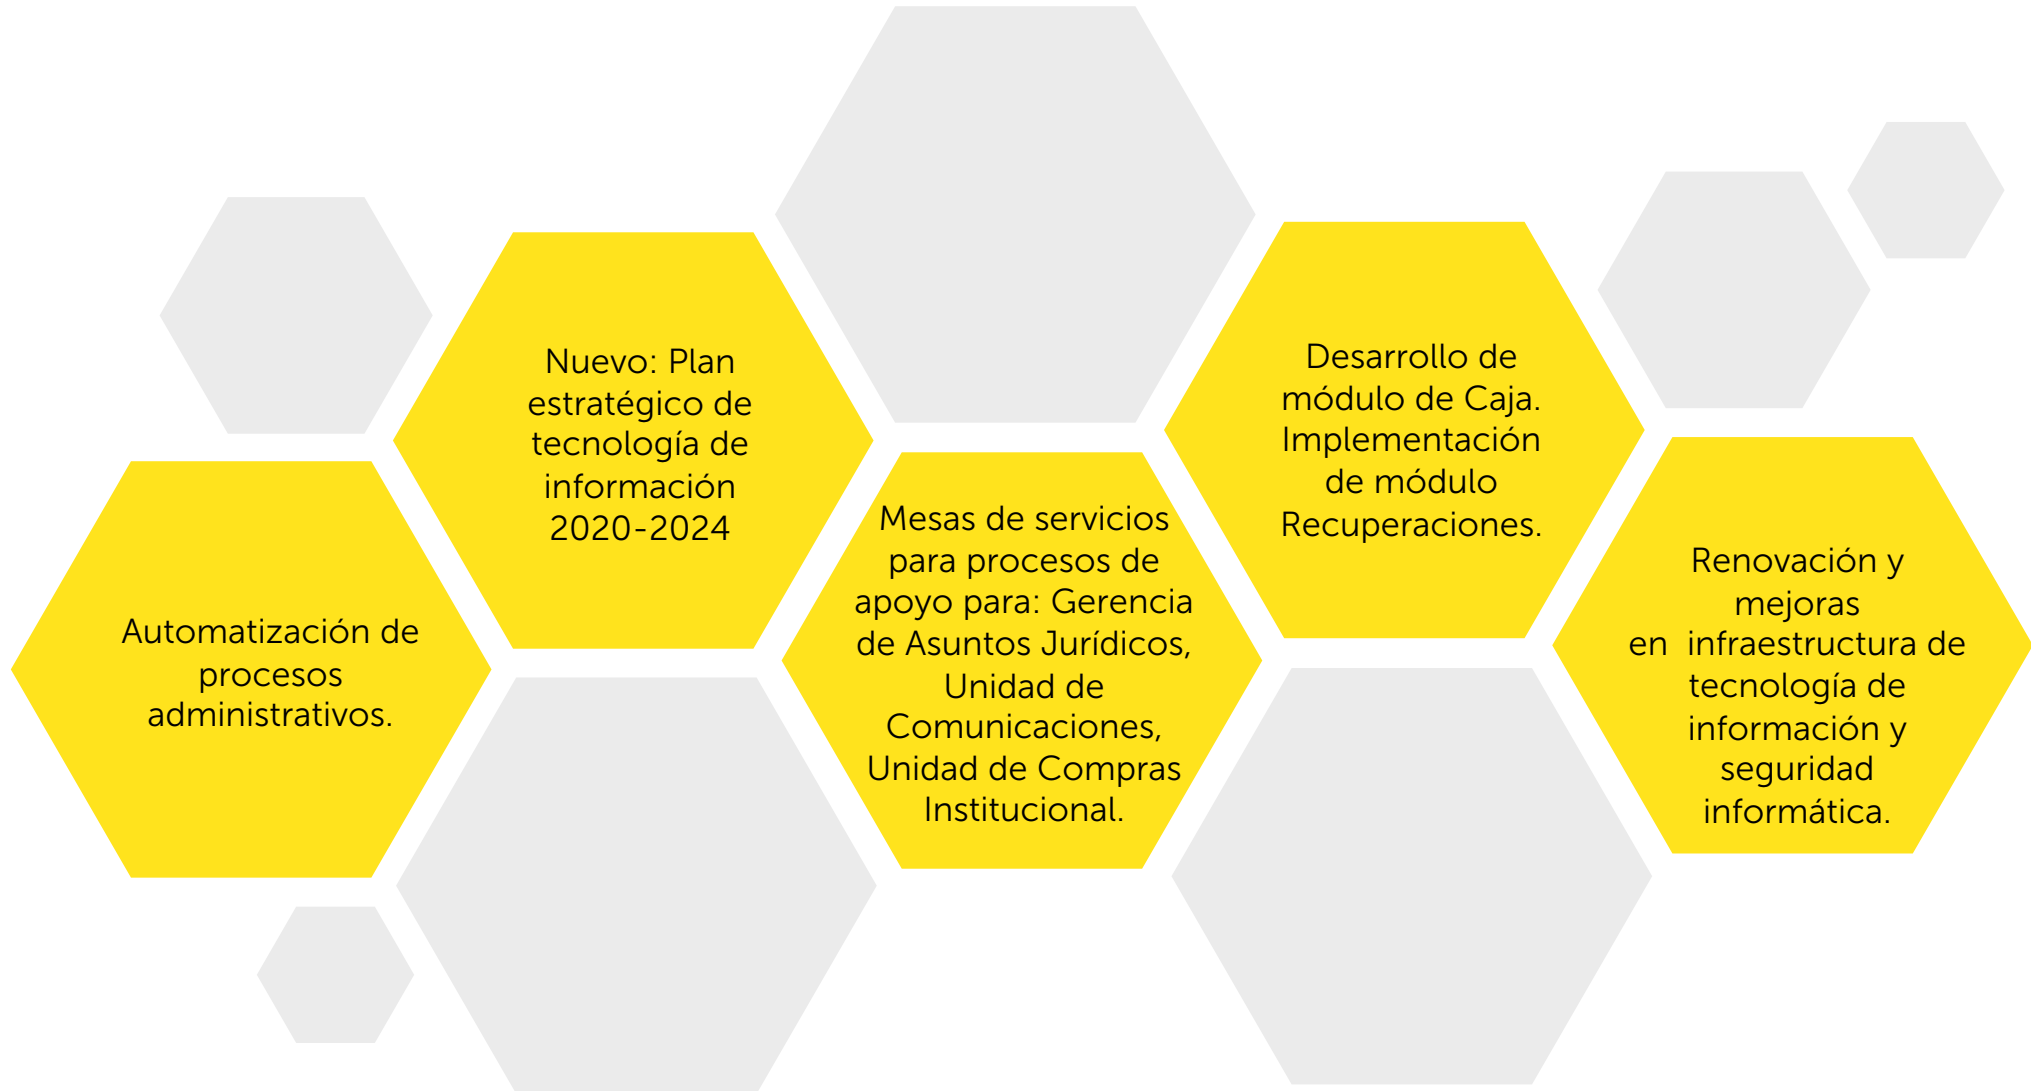 Automatización de
procesos
administrativos.
Nuevo: Plan
estratégico de
tecnología de
información
2020-2024
Mesas de servicios
para procesos de
apoyo para: Gerencia
de Asuntos Jurídicos,
Unidad de
Comunicaciones,
Unidad de Compras
Institucional.
Desarrollo de
módulo de Caja.
Implementación
de módulo
Recuperaciones.
Renovación y
mejoras
en  infraestructura de
tecnología de
información y
seguridad
informática.